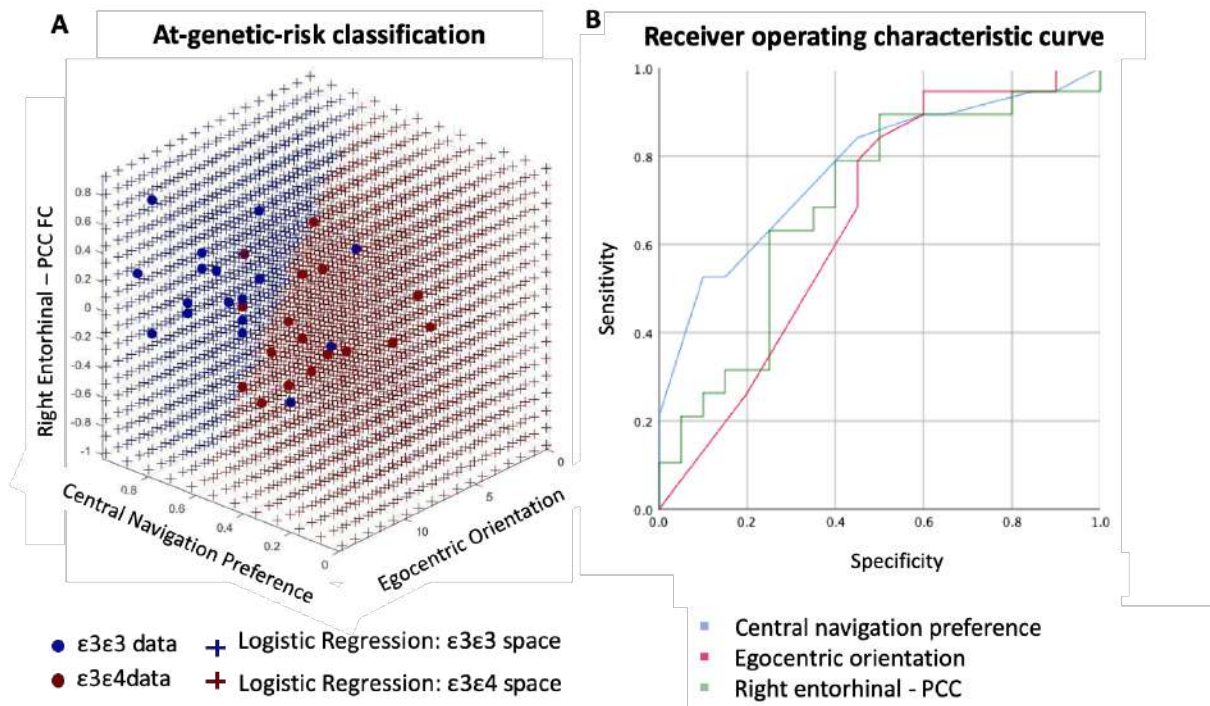 A
At-genetic-risk classification
Right Entorhinal – PCC FC
0.8
0.6
0.4
0.2
0
-0.2
-0.4
-0.6
-0.8
-1
0.8
0.6
0.4
0.2
0
Central Navigation Preference
10
5
0
Egocentric Orientation
ε3ε3 data
Logistic Regression: ε3ε3 space
ε3ε4data
Logistic Regression: ε3ε4 space
B
Receiver operating characteristic curve
Sensitivity
1.0
0.8
0.6
0.4
0.2
0.0
0.0 0.2 0.4 0.6 0.8 1.0
Specificity
Central navigation preference
Egocentric orientation
Right entorhinal - PCC